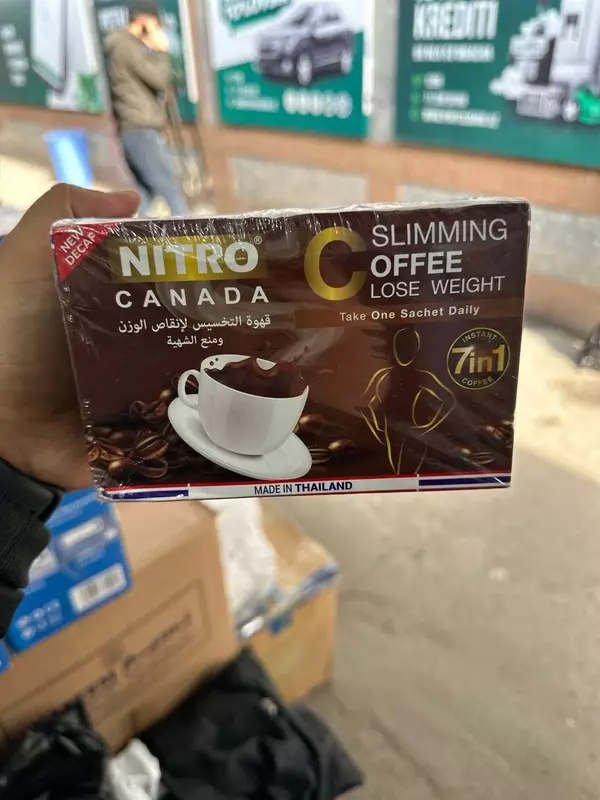 NEW
DECAF
NITRO®
CANADA
قهوة التخسيس لإنقاص الوزن
ومنع الشهية
SLIMMING
COFFEE
LOSE WEIGHT
Take One Sachet Daily
INSTANT
7in1
COFFEE
MADE IN THAILAND
KREDITI